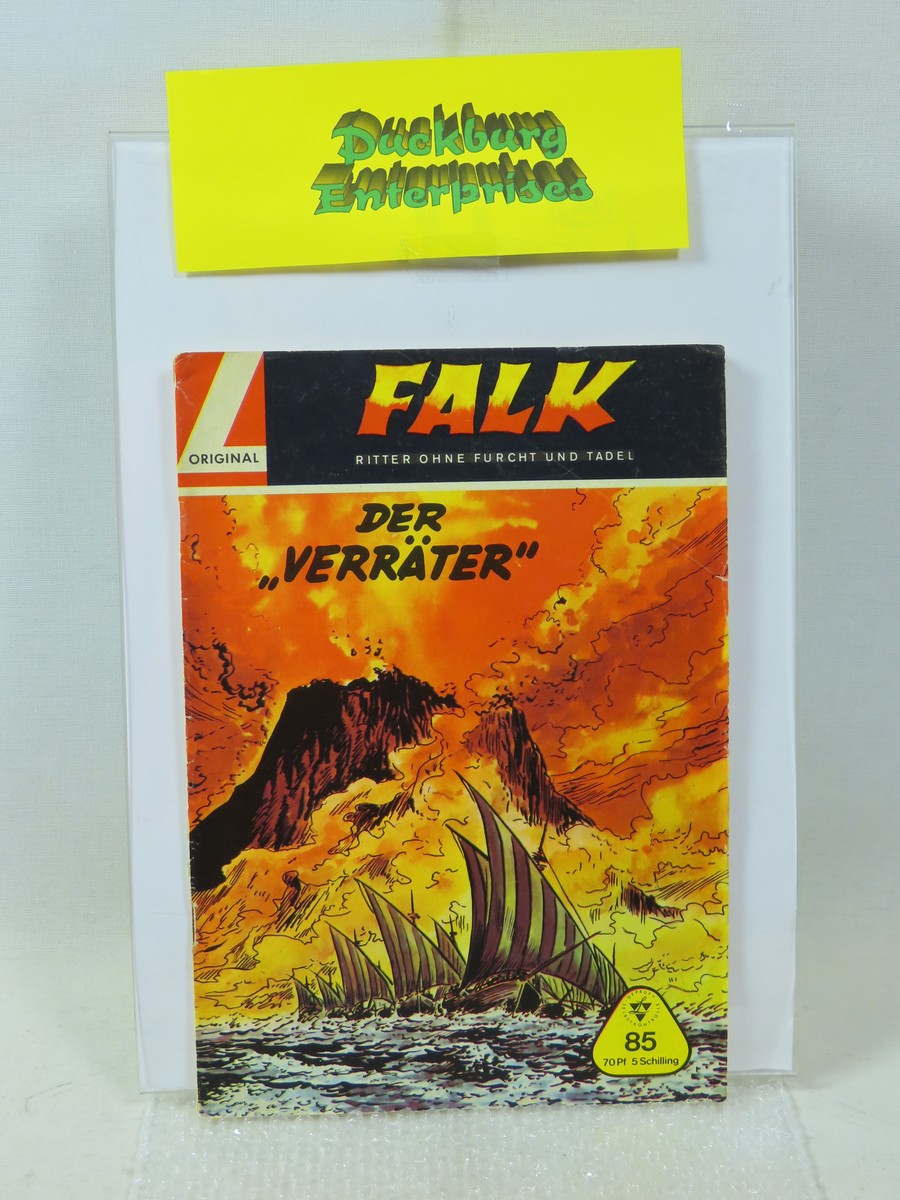 Duckburg
Enterprises
L
ORIGINAL
FALK
RITTER OHNE FURCHT UND TADEL
DER
„VERRÄTER"
85
70 Pf 5 Schilling